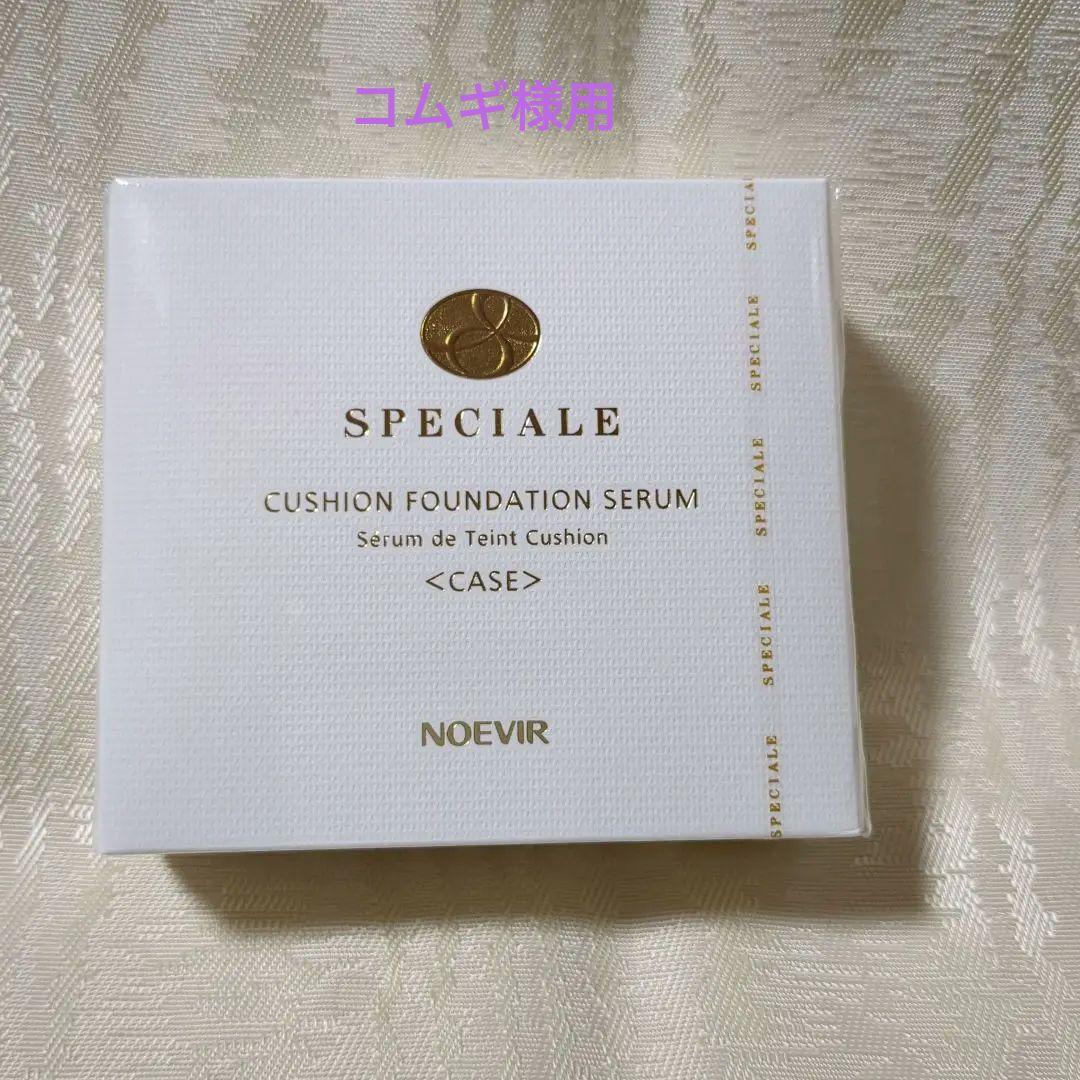 コムギ様用
SPECIALE
CUSHION FOUNDATION SERUM
Sérum de Teint Cushion
<CASE>
NOEVIR
SPECIALE
SPECIALE
SPECIALE
SPECIALE
SPECIALE